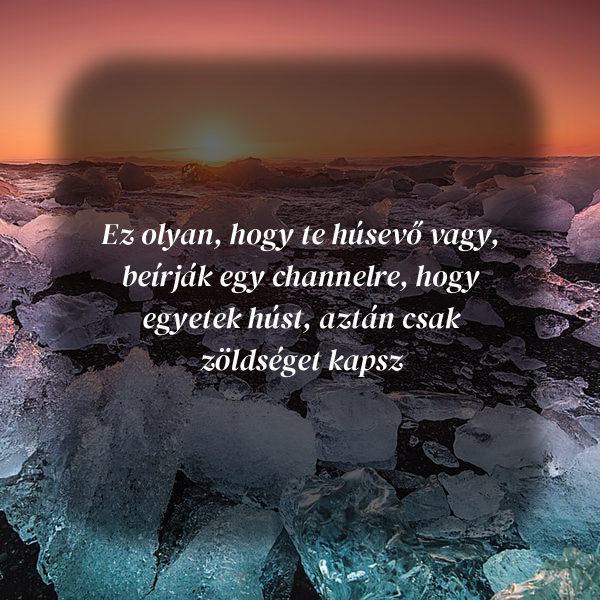 Ez olyan, hogy te húsevő vagy,
beírják egy channelre, hogy
egyetek húst, aztán csak
zöldséget kapsz